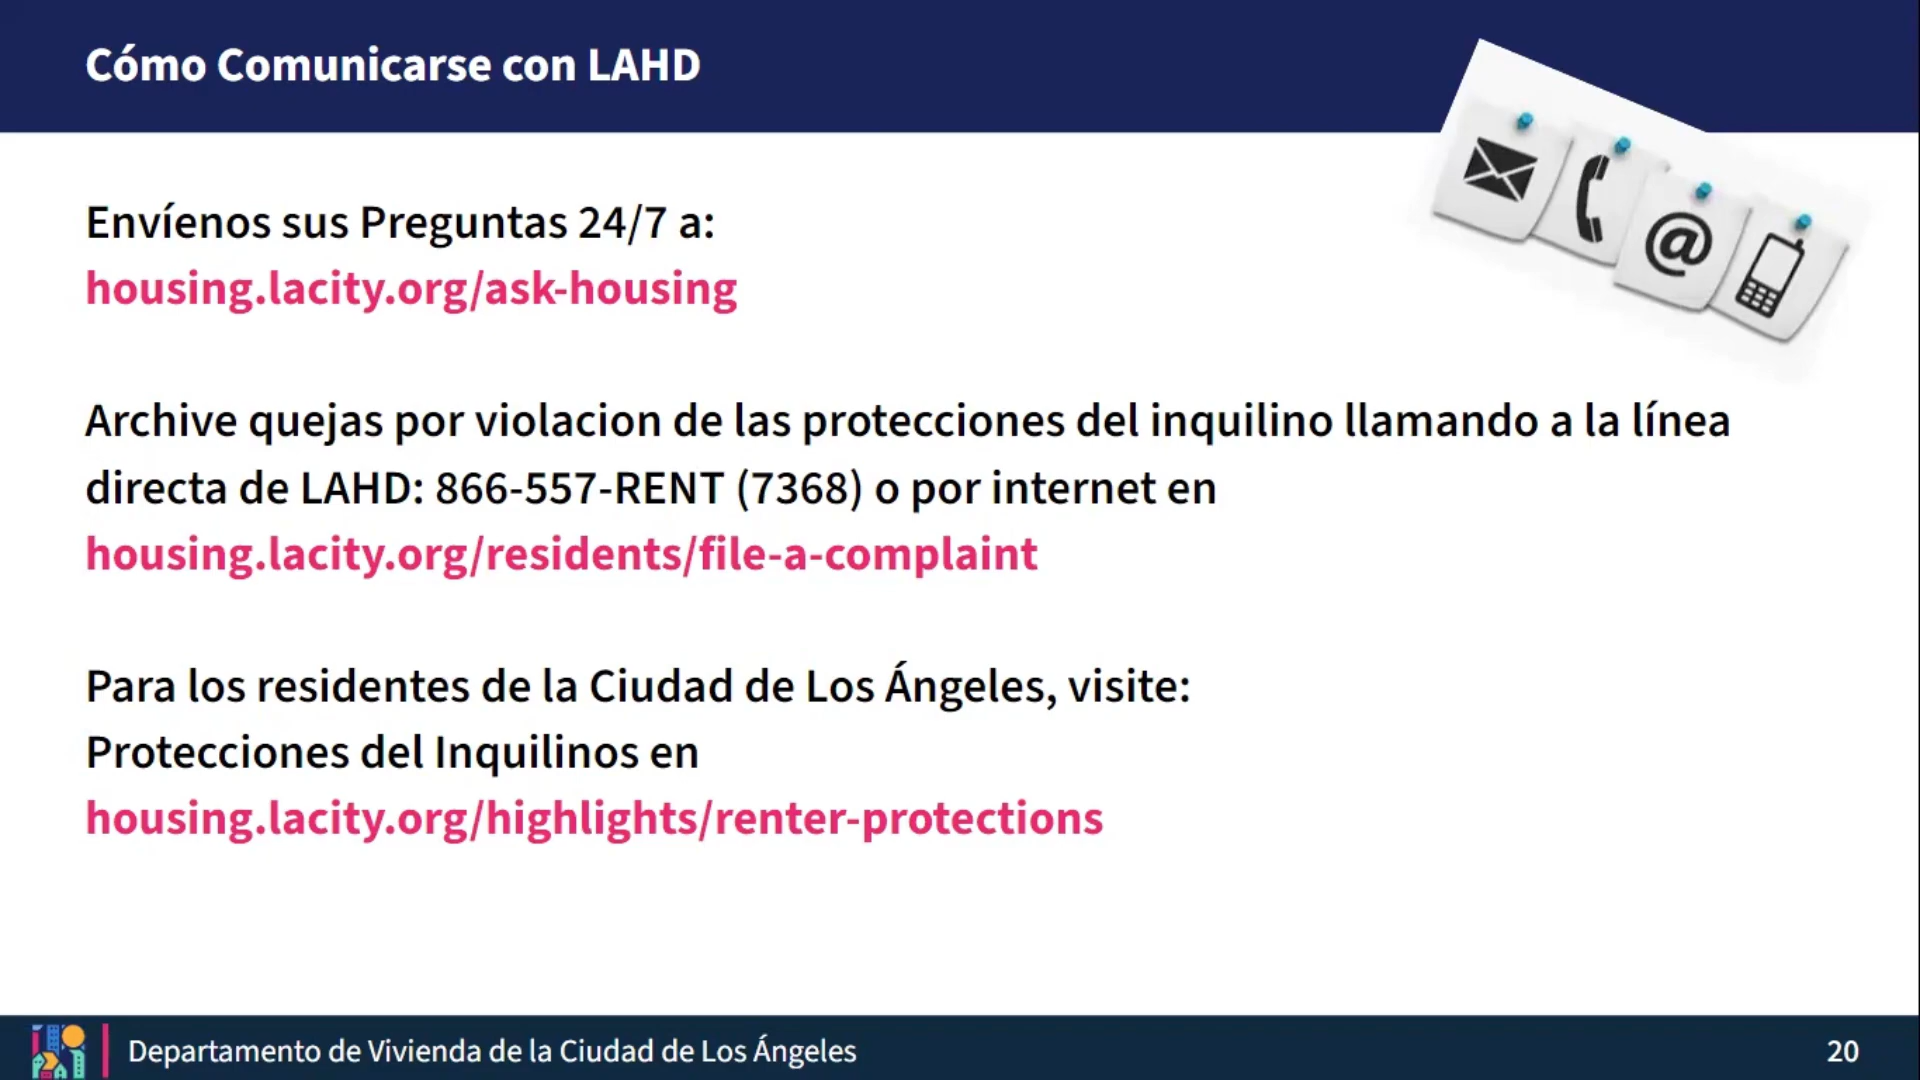 Cómo Comunicarse con LAHD
Envíenos sus Preguntas 24/7 a:
housing.lacity.org/ask-housing
Archive quejas por violacion de las protecciones del inquilino llamando a la línea
directa de LAHD: 866-557-RENT (7368) o por internet en
housing.lacity.org/residents/file-a-complaint
Para los residentes de la Ciudad de Los Ángeles, visite:
Protecciones del Inquilinos en
housing.lacity.org/highlights/renter-protections
Departamento de Vivienda de la Ciudad de Los Ángeles
20